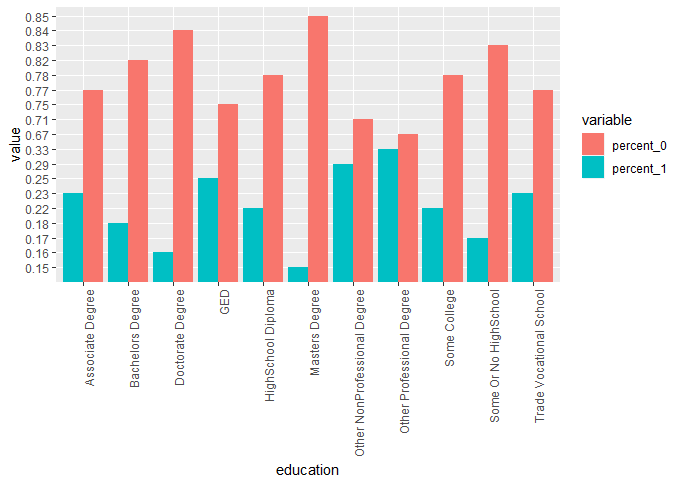 0.85
0.84
0.83
0.82
0.78
0.77
0.75
0.71
0.67
0.33
0.29
0.25
0.23
0.22
0.18
0.17
0.16
0.15
value
Associate Degree
Bachelors Degree
Doctorate Degree
GED
HighSchool Diploma
Masters Degree
Other NonProfessional Degree
Other Professional Degree
Some College
Some Or No HighSchool
Trade Vocational School
education
variable
percent_0
percent_1